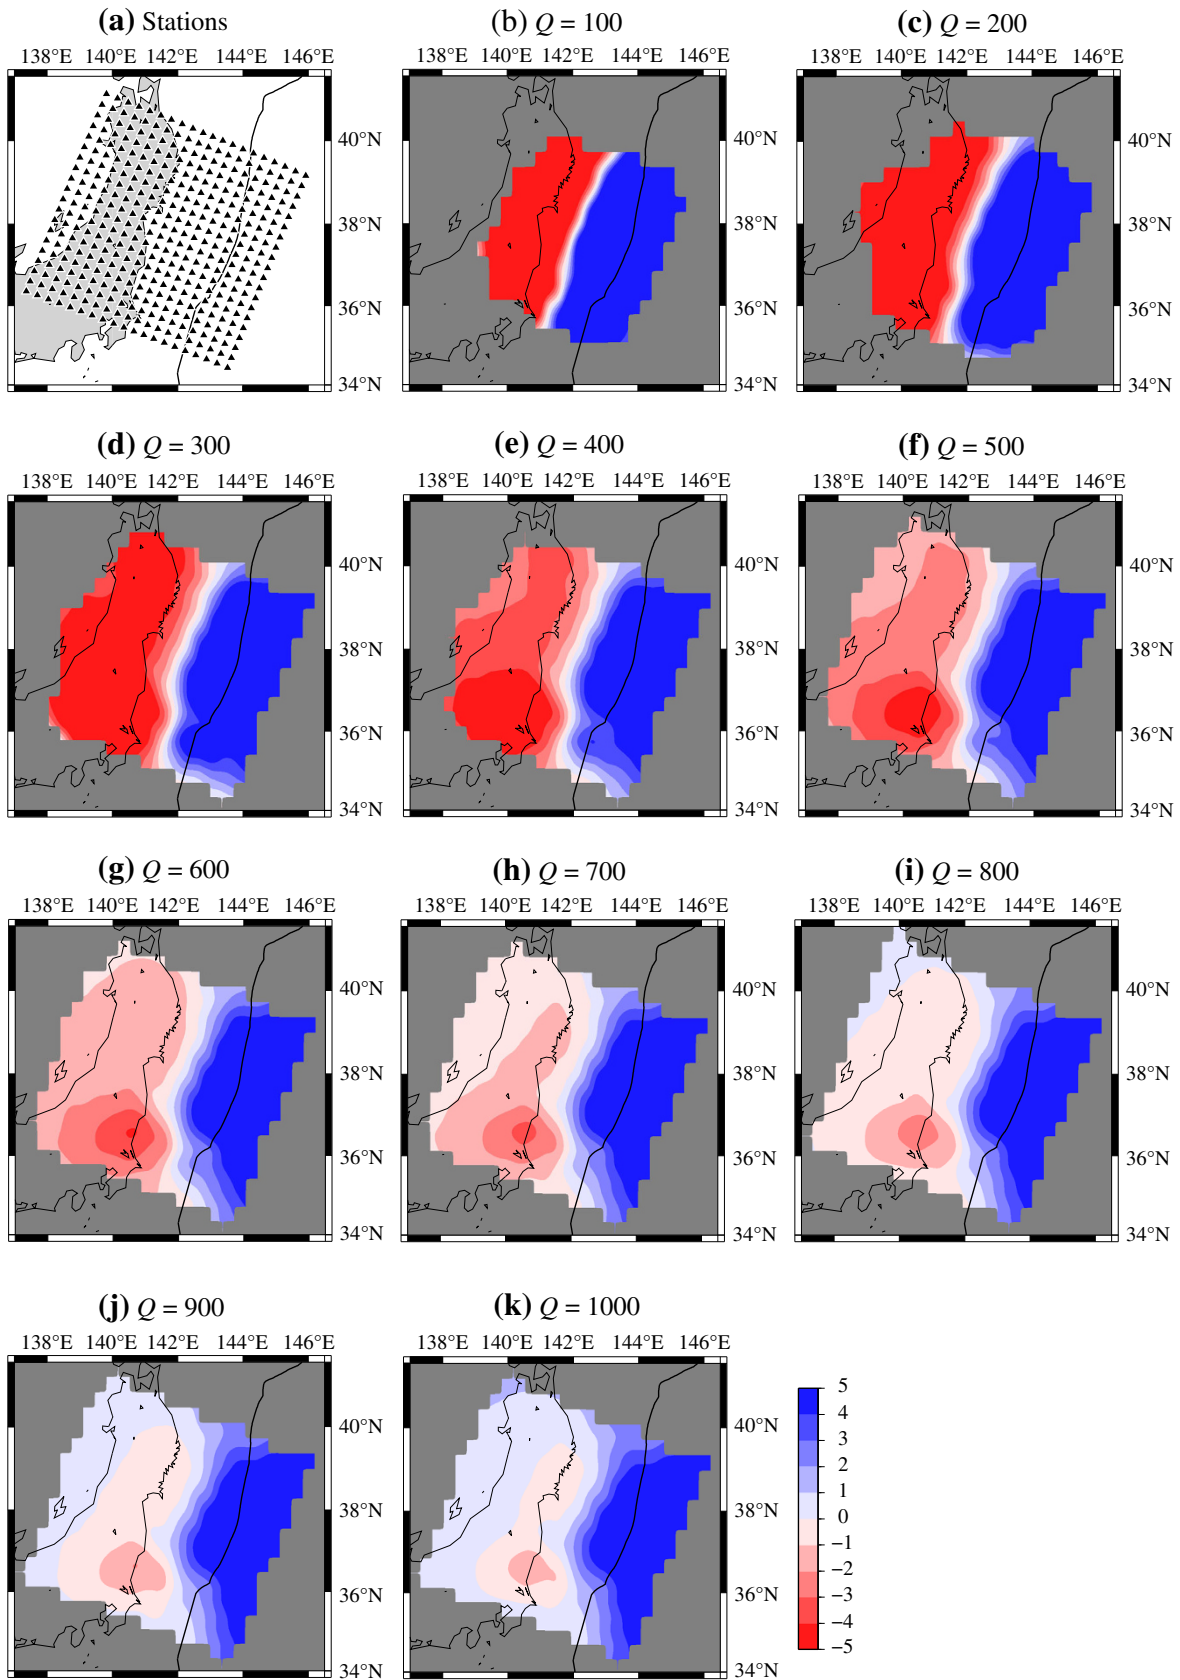 (a) Stations
(b) Q = 100
(c) Q = 200
138°E 140°E 142°E 144°E 146°E
138°E 140°E 142°E 144°E 146°E
138°E 140°E 142°E 144°E 146°E
40°N
40°N
40°N
38°N
38°N
38°N
36°N
36°N
36°N
34°N
34°N
34°N
(d) Q = 300
(e) Q = 400
(f) Q = 500
138°E 140°E 142°E 144°E 146°E
138°E 140°E 142°E 144°E 146°E
138°E 140°E 142°E 144°E 146°E
40°N
40°N
40°N
38°N
38°N
38°N
36°N
36°N
36°N
34°N
34°N
34°N
(g) Q = 600
(h) Q = 700
(i) Q = 800
138°E 140°E 142°E 144°E 146°E
138°E 140°E 142°E 144°E 146°E
138°E 140°E 142°E 144°E 146°E
40°N
40°N
40°N
38°N
38°N
38°N
36°N
36°N
36°N
34°N
34°N
34°N
(j) Q = 900
(k) Q = 1000
138°E 140°E 142°E 144°E 146°E
138°E 140°E 142°E 144°E 146°E
40°N
40°N
38°N
38°N
36°N
36°N
34°N
34°N
5
4
3
2
1
0
−1
−2
−3
−4
−5